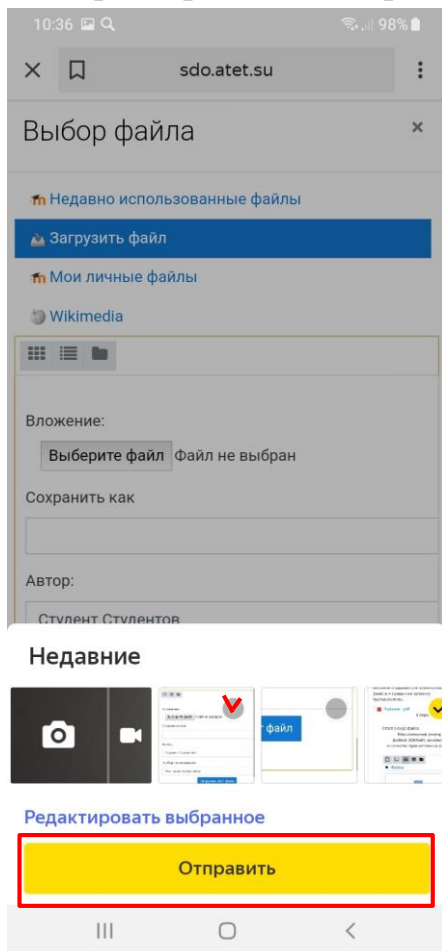 10:36
98%
sdo.atet.su
Выбор файла
Недавно использованные файлы
Загрузить файл
Мои личные файлы
Wikimedia
Вложение:
Выберите файл Файл не выбран
Сохранить как
Автор:
Студент Студентов
Недавние
файл
Редактировать выбранное
Отправить